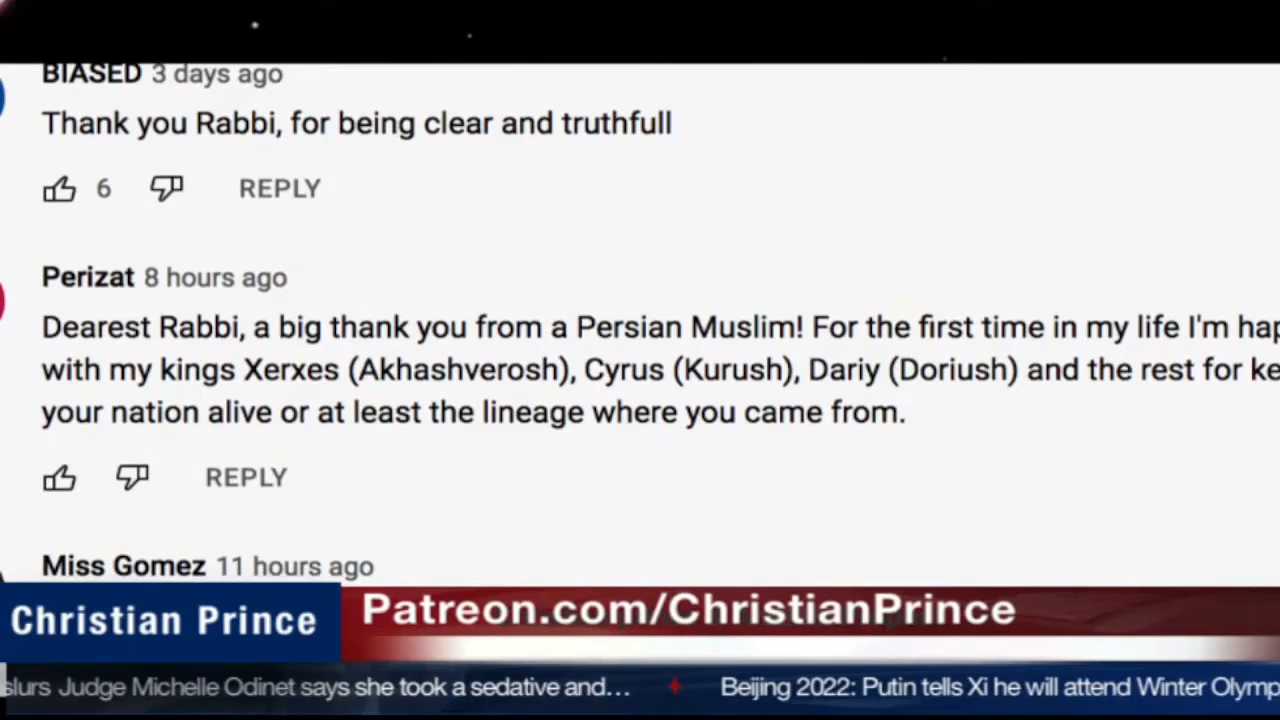 BIASED 3 days ago
Thank you Rabbi, for being clear and truthfull
6 REPLY
Perizat 8 hours ago
Dearest Rabbi, a big thank you from a Persian Muslim! For the first time in my life I'm hap
with my kings Xerxes (Akhashverosh), Cyrus (Kurush), Dariy (Doriush) and the rest for ke
your nation alive or at least the lineage where you came from.
REPLY
Miss Gomez 11 hours ago
Christian Prince
Patreon.com/ChristianPrince
slurs Judge Michelle Odinet says she took a sedative and...
Beijing 2022: Putin tells Xi he will attend Winter Olymp